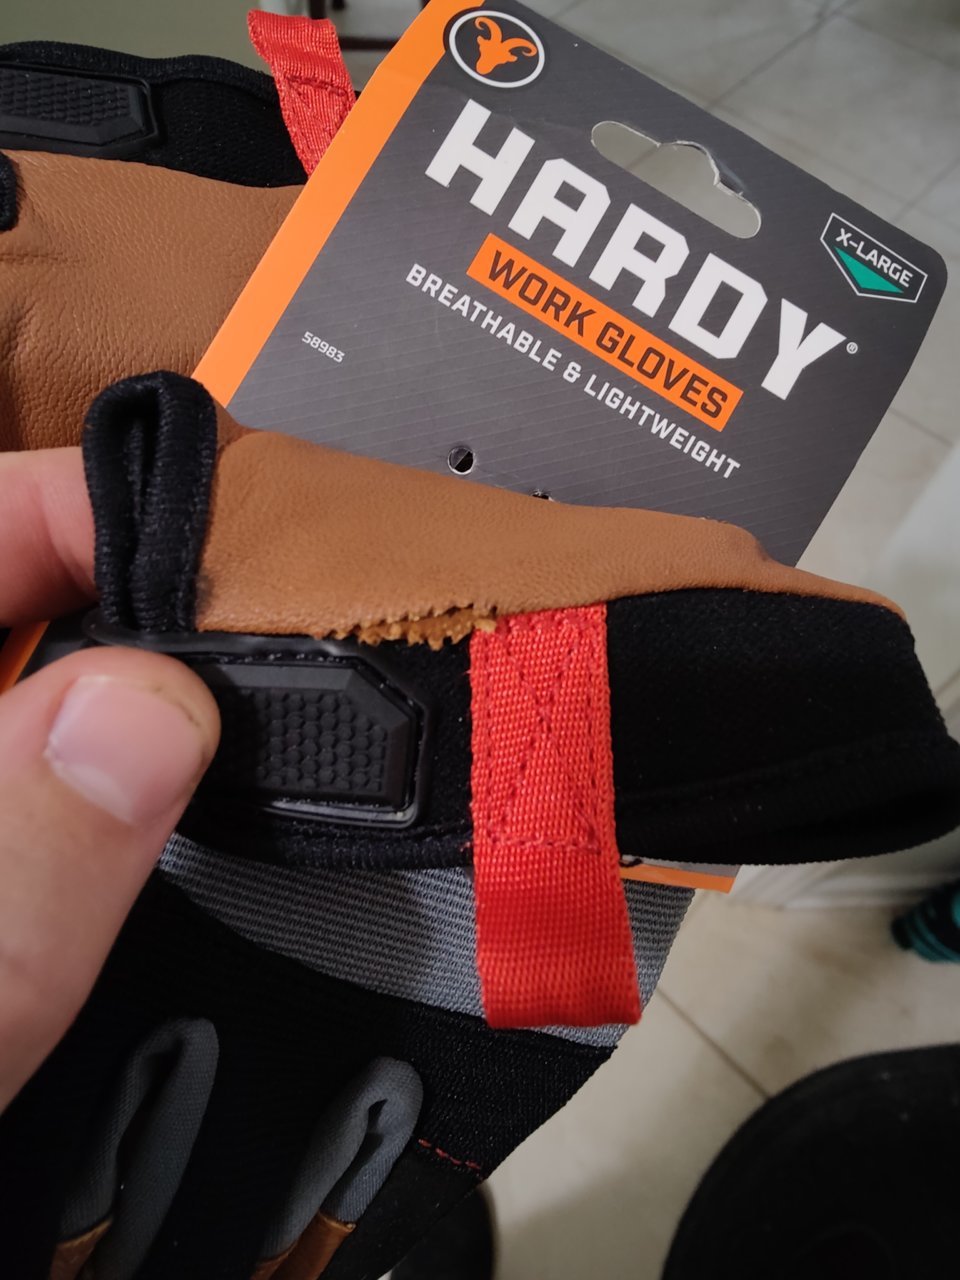 HARDY®
WORK GLOVES
BREATHABLE & LIGHTWEIGHT
X-LARGE
58983